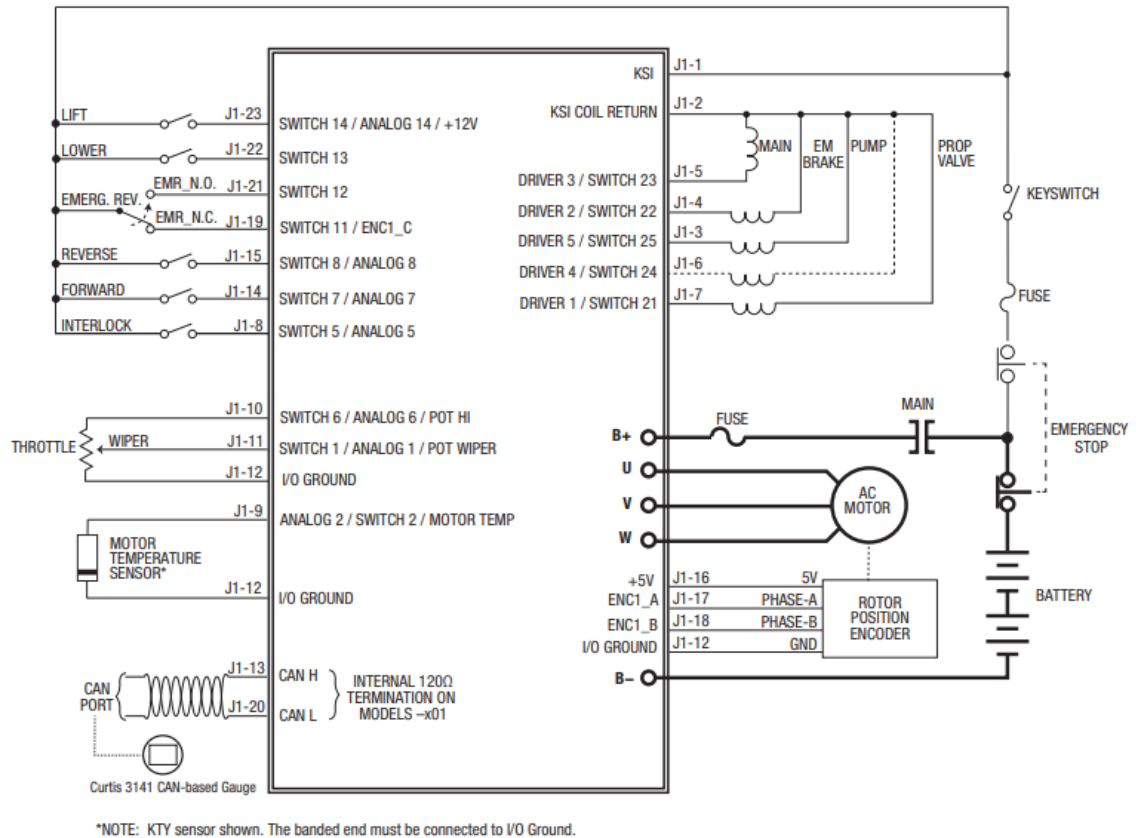 KSI
J1-1
KSI COIL RETURN
J1-2
LIFT
J1-23
SWITCH 14 / ANALOG 14 / +12V
LOWER
J1-22
SWITCH 13
EMR_N.O.
J1-21
SWITCH 12
EMERG. REV.
EMR_N.C.
J1-19
SWITCH 11 / ENC1_C
REVERSE
J1-15
SWITCH 8 / ANALOG 8
FORWARD
J1-14
SWITCH 7 / ANALOG 7
INTERLOCK
J1-8
SWITCH 5 / ANALOG 5
MAIN
EM
BRAKE
PUMP
PROP
VALVE
DRIVER 3 / SWITCH 23
J1-5
DRIVER 2 / SWITCH 22
J1-4
DRIVER 5 / SWITCH 25
J1-3
DRIVER 4 / SWITCH 24
J1-6
DRIVER 1 / SWITCH 21
J1-7
KEYSWITCH
FUSE
EMERGENCY
STOP
J1-10
SWITCH 6 / ANALOG 6 / POT HI
THROTTLE
WIPER
J1-11
SWITCH 1 / ANALOG 1 / POT WIPER
J1-12
I/O GROUND
J1-9
ANALOG 2 / SWITCH 2 / MOTOR TEMP
MOTOR
TEMPERATURE
SENSOR*
J1-12
I/O GROUND
B+
FUSE
MAIN
U
V
W
AC
MOTOR
BATTERY
+5V
J1-16
5V
ENC1_A
J1-17
PHASE-A
ENC1_B
J1-18
PHASE-B
I/O GROUND
J1-12
GND
ROTOR
POSITION
ENCODER
B–
CAN
PORT
J1-13
CAN H
J1-20
CAN L
INTERNAL 120Ω
TERMINATION ON
MODELS –x01
Curtis 3141 CAN-based Gauge
*NOTE: KTY sensor shown. The banded end must be connected to I/O Ground.